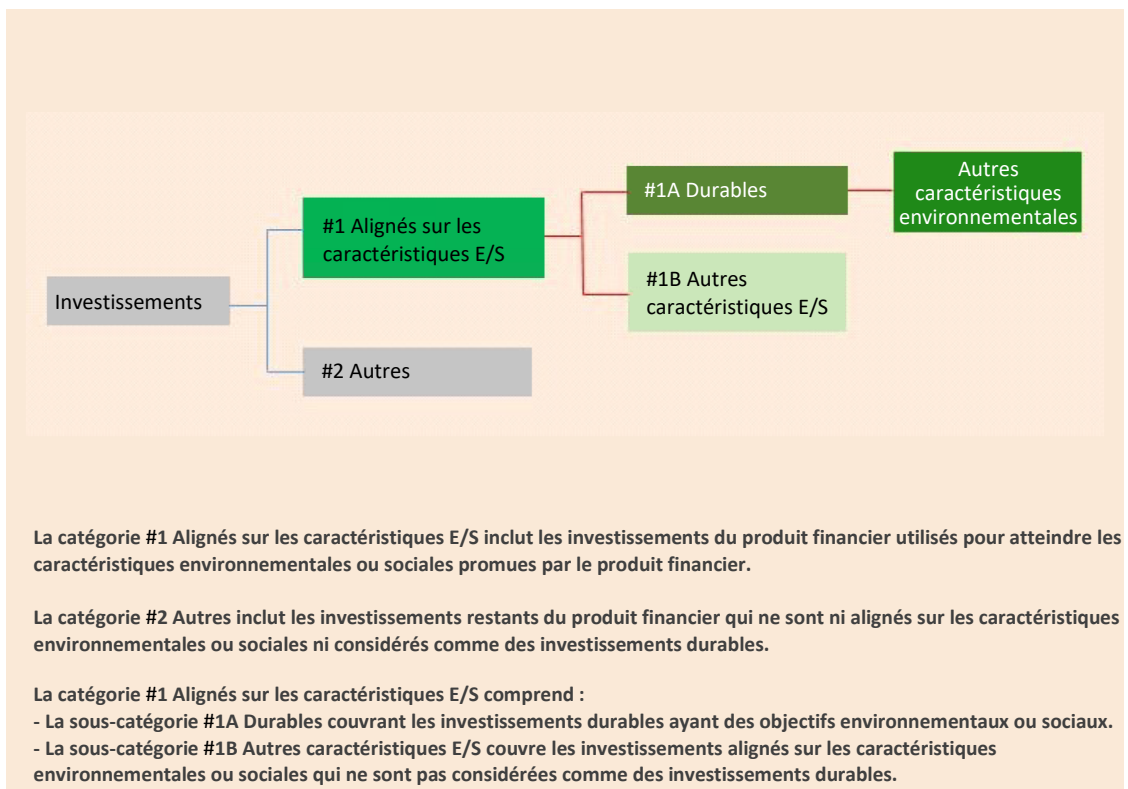 Autres
caractéristiques
environnementales
#1A Durables
#1 Alignés sur les
caractéristiques E/S
#1B Autres
caractéristiques E/S
Investissements
#2 Autres
La catégorie #1 Alignés sur les caractéristiques E/S inclut les investissements du produit financier utilisés pour atteindre les
caractéristiques environnementales ou sociales promues par le produit financier.
La catégorie #2 Autres inclut les investissements restants du produit financier qui ne sont ni alignés sur les caractéristiques
environnementales ou sociales ni considérés comme des investissements durables.
La catégorie #1 Alignés sur les caractéristiques E/S comprend :
- La sous-catégorie #1A Durables couvrant les investissements durables ayant des objectifs environnementaux ou sociaux.
- La sous-catégorie #1B Autres caractéristiques E/S couvre les investissements alignés sur les caractéristiques
environnementales ou sociales qui ne sont pas considérées comme des investissements durables.